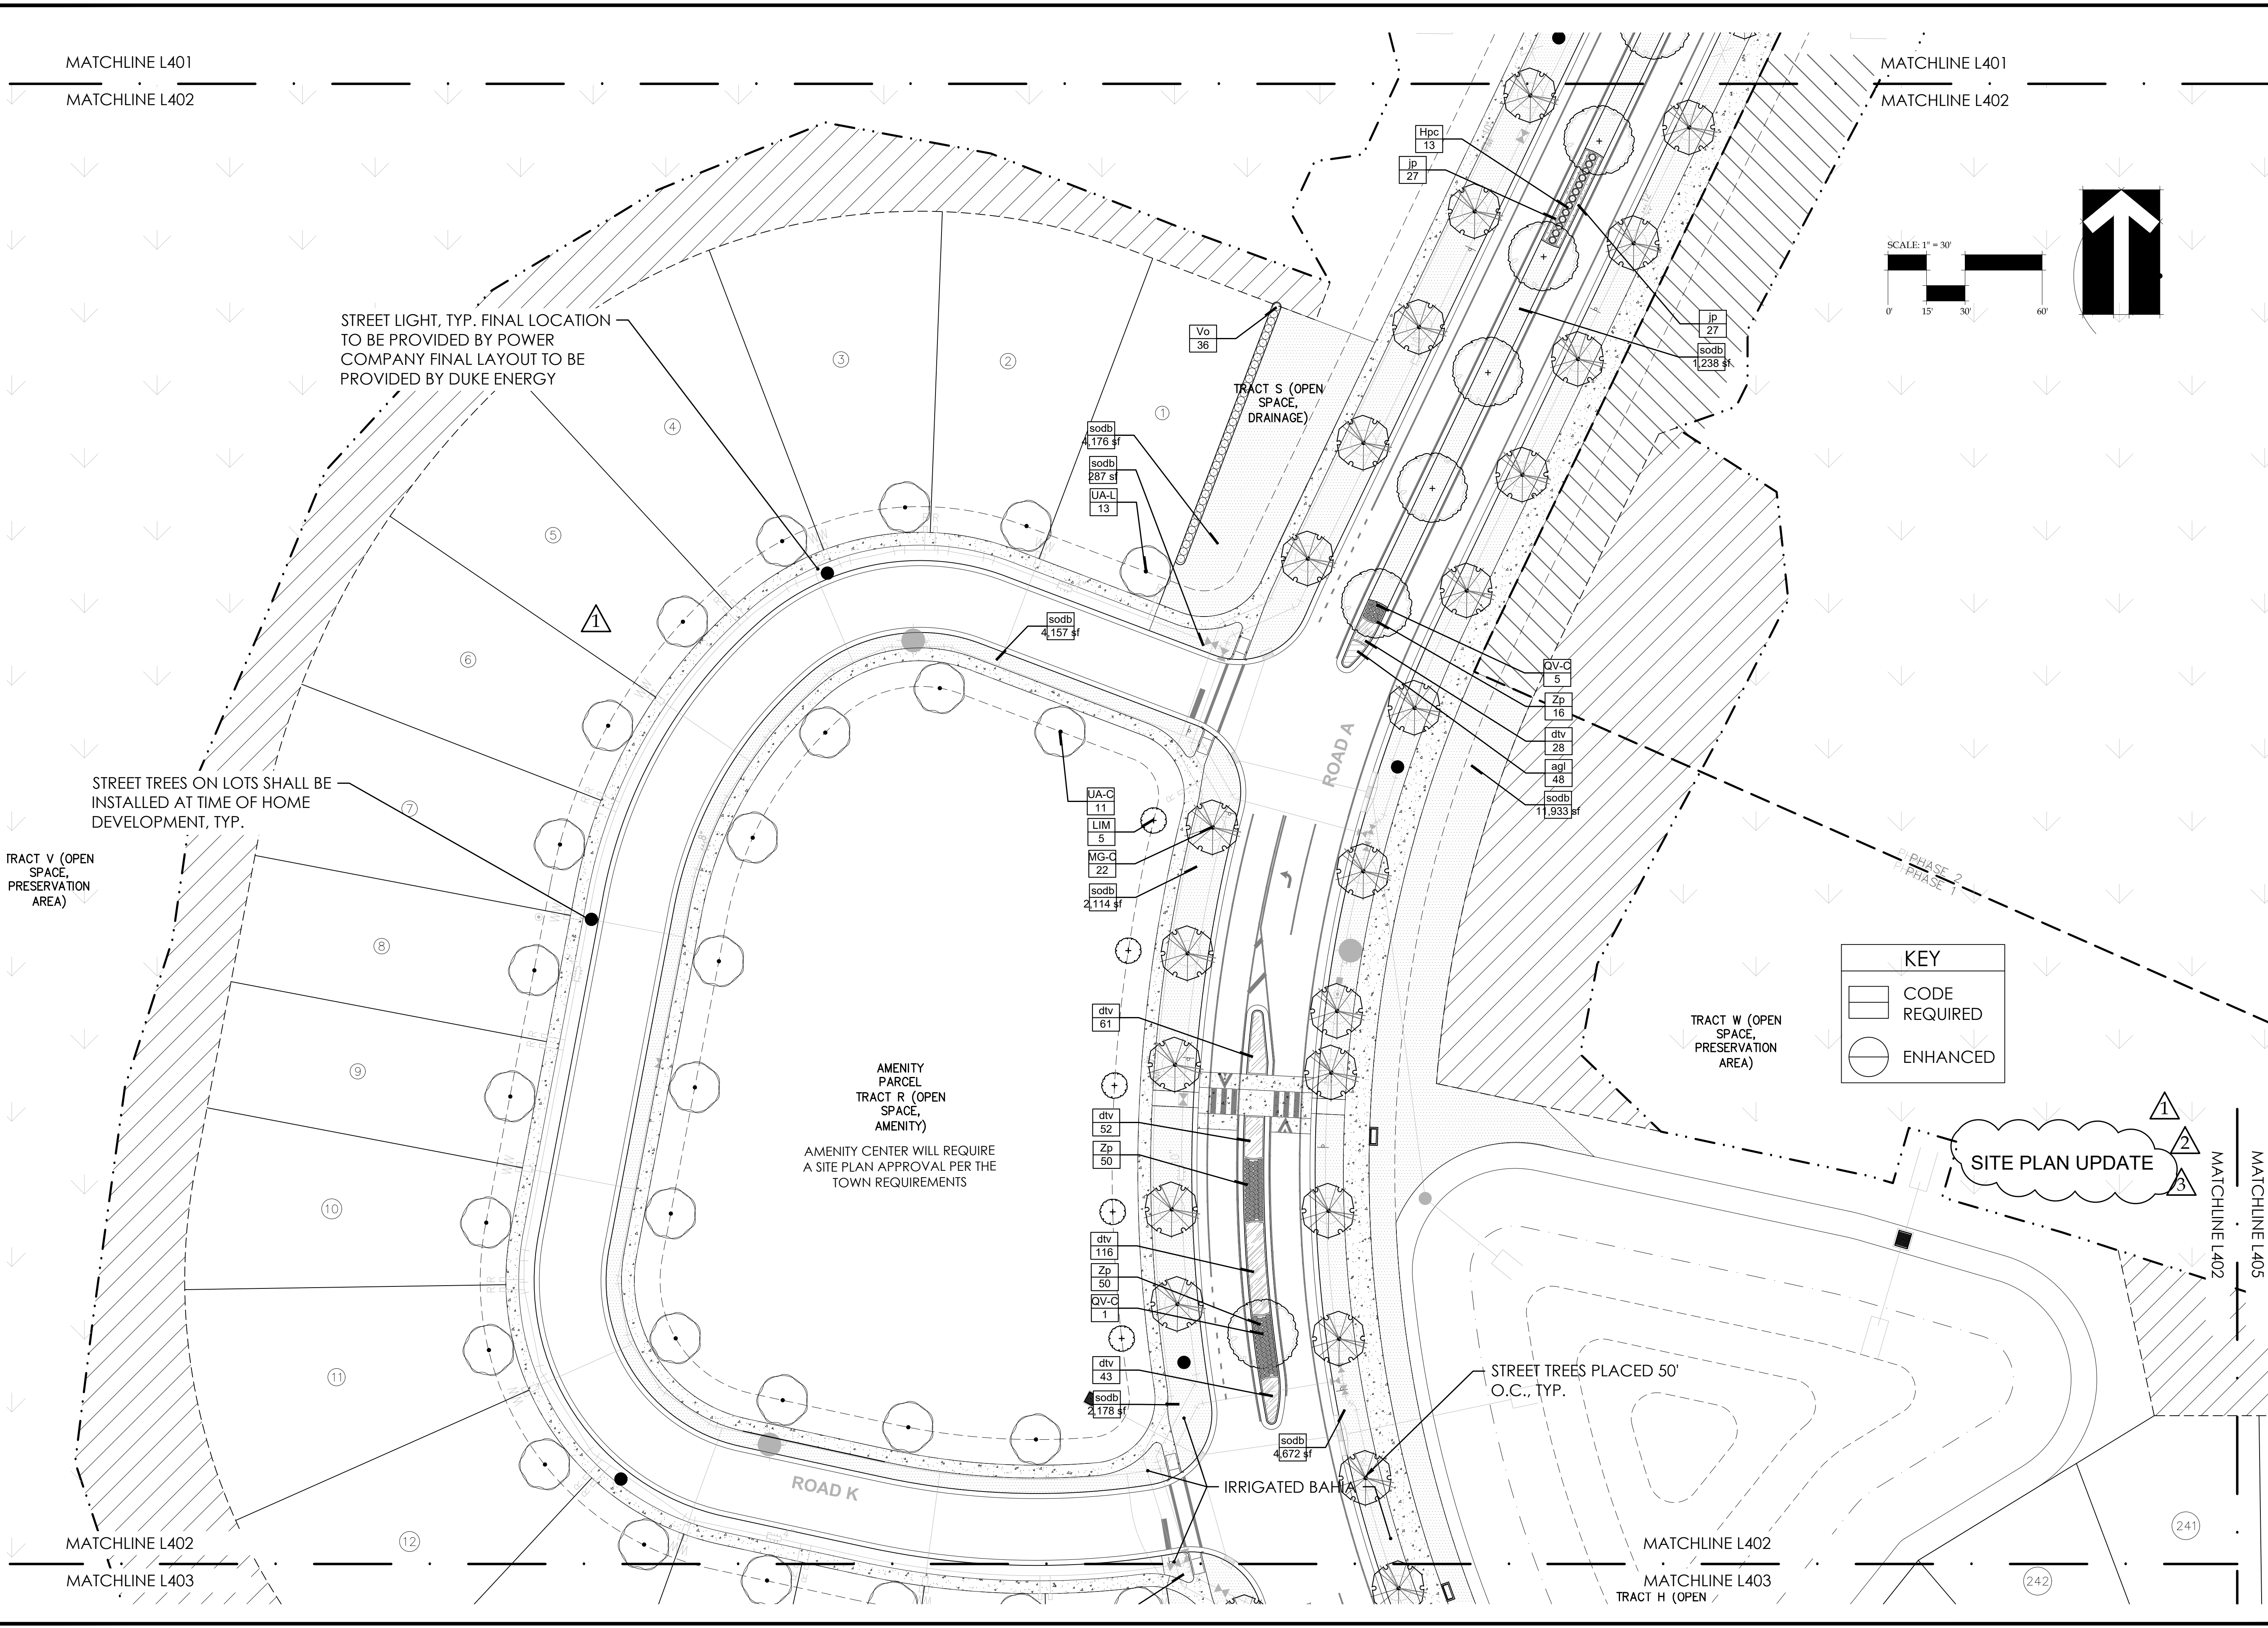 MATCHLINE L401
MATCHLINE L402
MATCHLINE L401
MATCHLINE L402
Hpc
13
jp
27
SCALE: 1" = 30'
0'
15'
30'
60'
STREET LIGHT, TYP. FINAL LOCATION
TO BE PROVIDED BY POWER
COMPANY FINAL LAYOUT TO BE
PROVIDED BY DUKE ENERGY
Vo
36
jp
27
sodb
1,238 sf
3
2
1
4
5
6
7
TRACT S (OPEN
SPACE,
DRAINAGE)
sodb
4,176 sf
sodb
287 sf
UA-L
13
1
sodb
4,157 sf
QV-C
5
Zp
16
dtv
28
agl
48
sodb
11,933 sf
ROAD A
STREET TREES ON LOTS SHALL BE
INSTALLED AT TIME OF HOME
DEVELOPMENT, TYP.
UA-C
11
LIM
5
MG-C
22
sodb
2,114 sf
TRACT V (OPEN
SPACE,
PRESERVATION
AREA)
PHASE 2
PHASE 1
8
9
10
11
12
KEY
CODE
REQUIRED
ENHANCED
TRACT W (OPEN
SPACE,
PRESERVATION
AREA)
dtv
61
AMENITY
PARCEL
TRACT R (OPEN
SPACE,
AMENITY)
AMENITY CENTER WILL REQUIRE
A SITE PLAN APPROVAL PER THE
TOWN REQUIREMENTS
dtv
52
Zp
50
dtv
116
Zp
50
QV-C
1
dtv
43
sodb
2,178 sf
1
2
3
SITE PLAN UPDATE
MATCHLINE L402
MATCHLINE L405
STREET TREES PLACED 50'
O.C., TYP.
sodb
4,672 sf
IRRIGATED BAHIA
ROAD K
241
242
MATCHLINE L402
MATCHLINE L403
MATCHLINE L402
MATCHLINE L403
TRACT H (OPEN